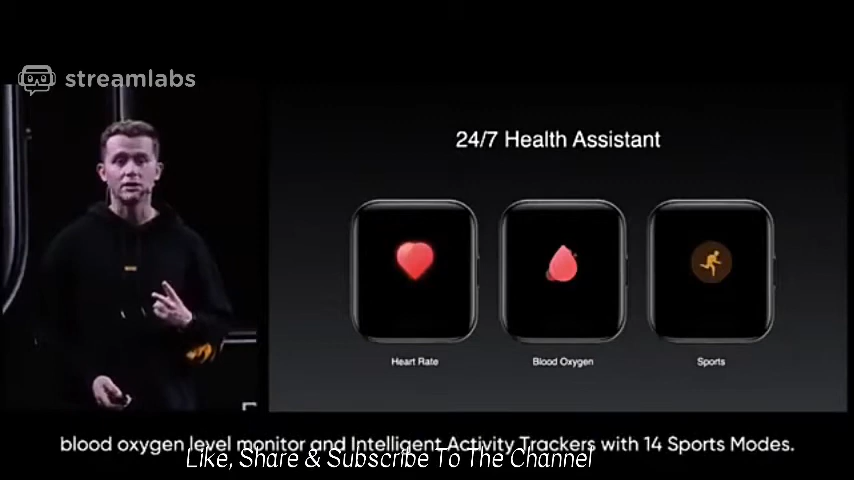 streamlabs
24/7 Health Assistant
Heart Rate
Blood Oxygen
Sports
blood oxygen level monitor and Intelligent Activity Trackers with 14 Sports Modes.
Like, Share & Subscribe To The Channel